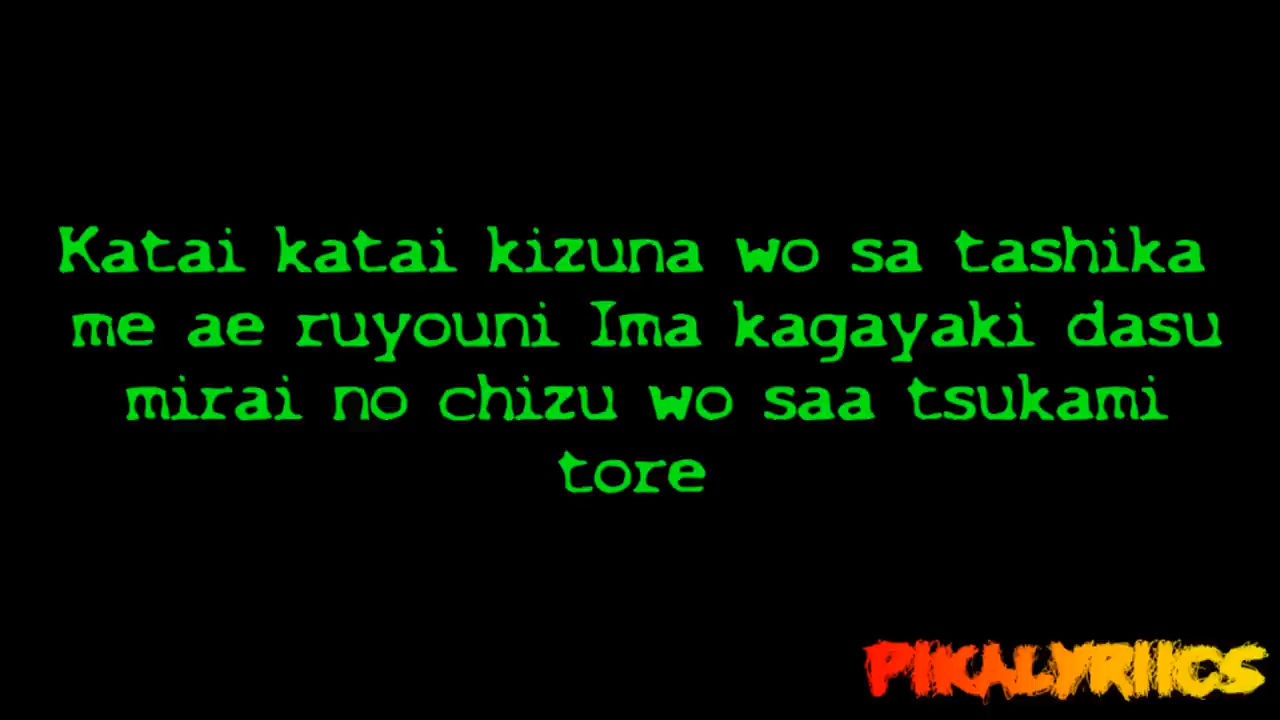 Katai katai kizuna wo sa tashika
me ae ruyouni Ima kagayaki dasu
mirai no chizu wo saa tsukami
tore
PIKALYRIICS